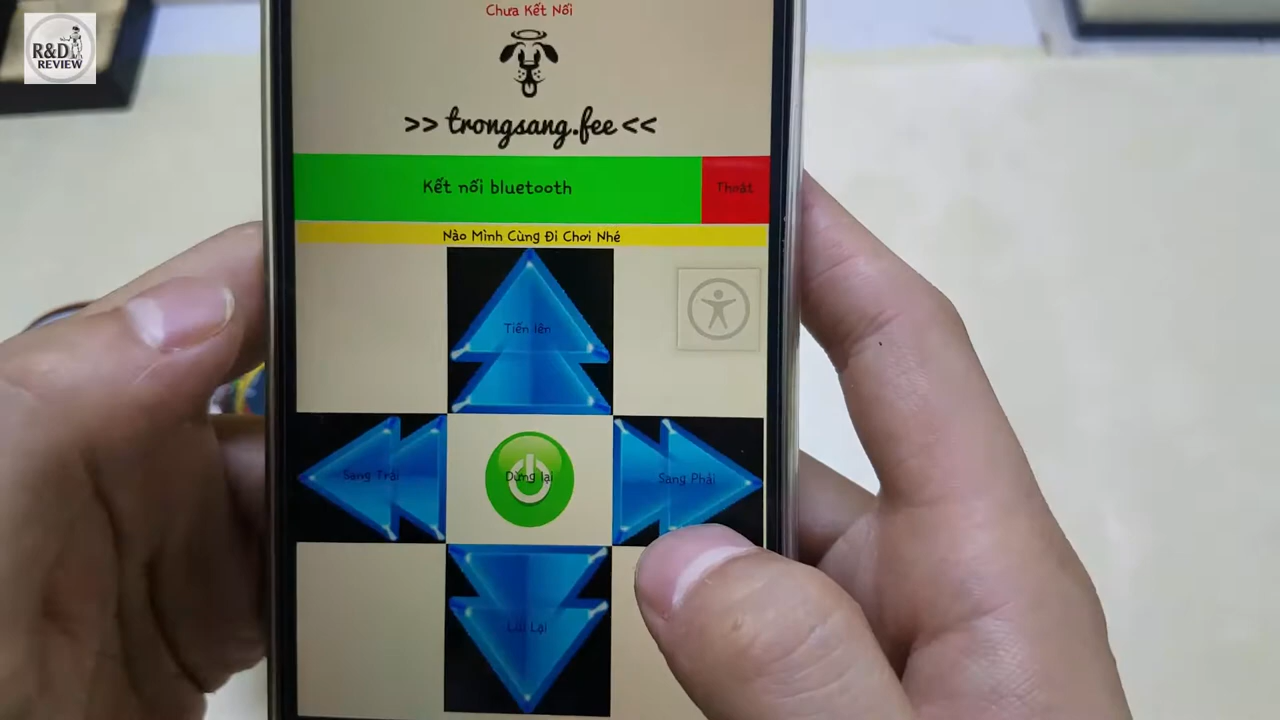 R&D
REVIEW
Chưa Kết Nối
>> trongsang.fee <<
Kết nối bluetooth
Thoát
Nào Mình Cùng Đi Chơi Nhé
Tiến lên
Sang Trái
Dừng lại
Sang Phải
Lùi Lại